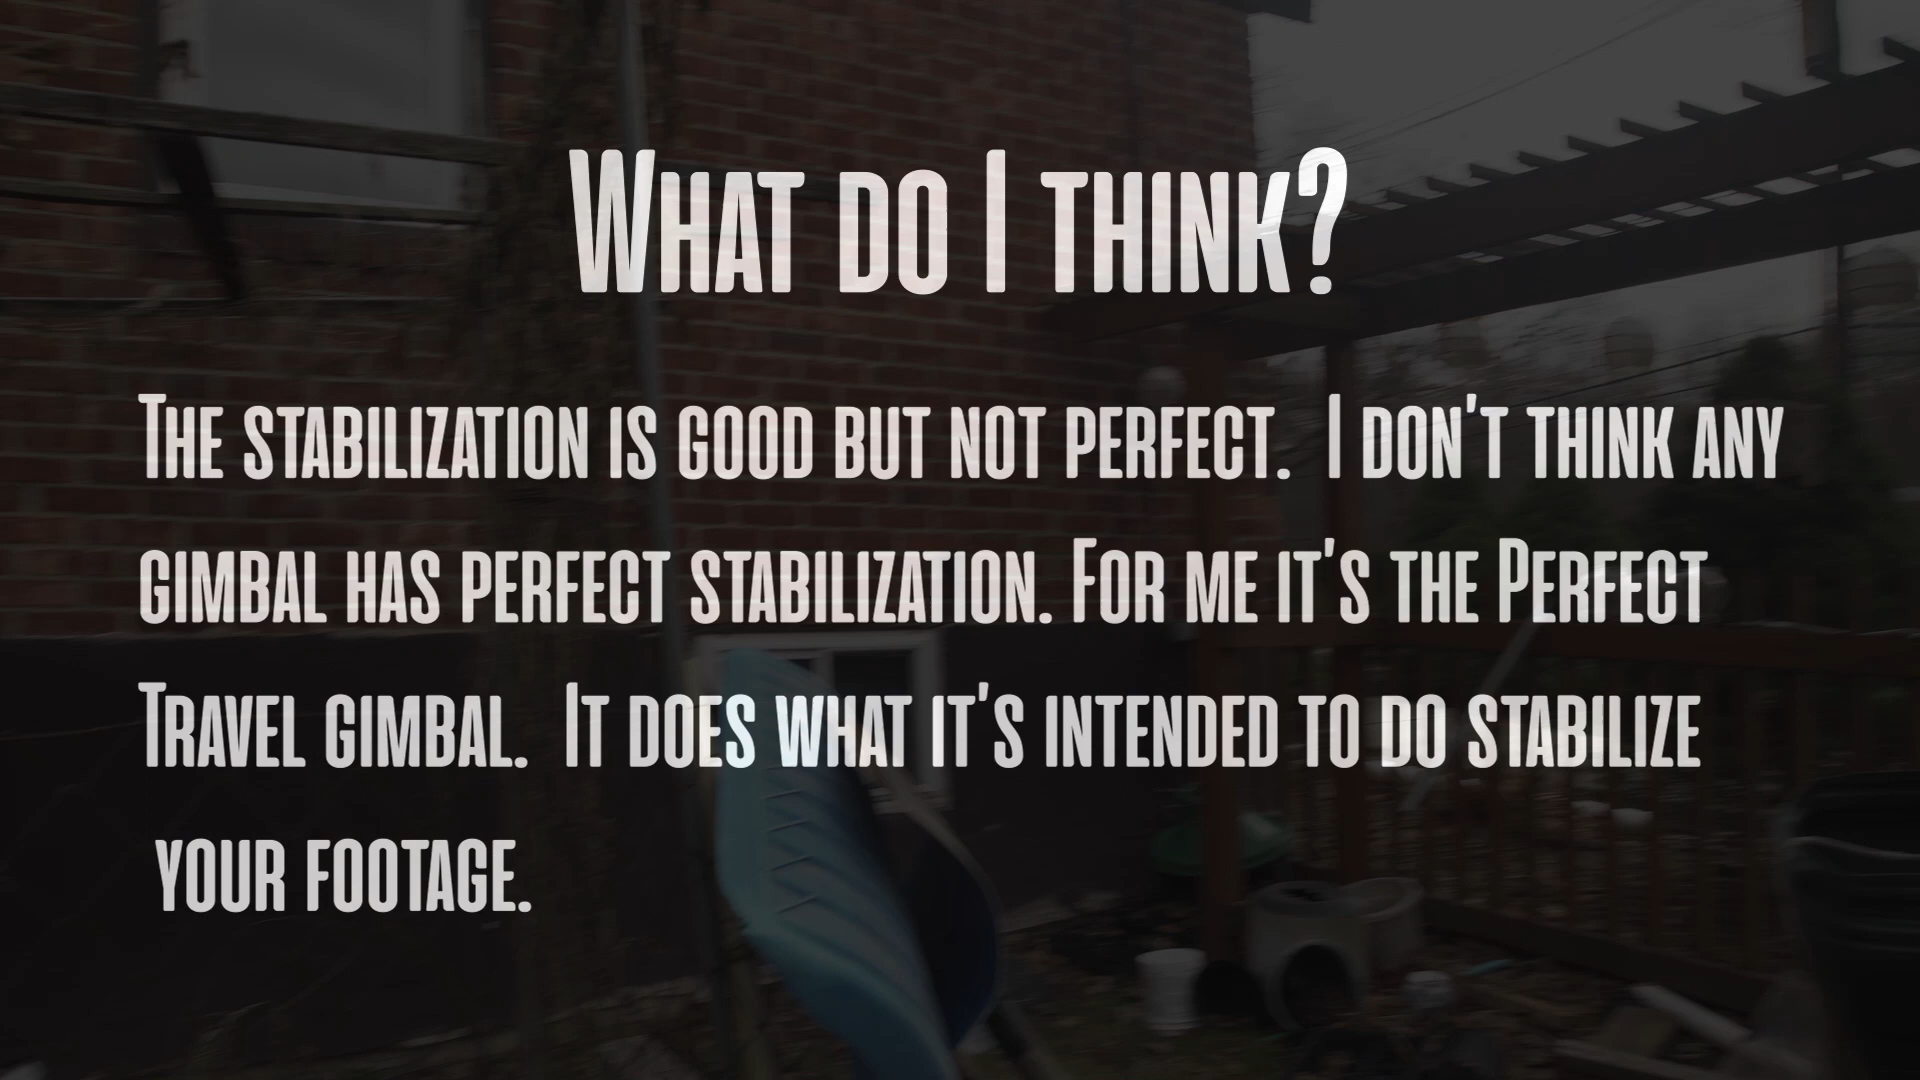 What do I think?
The stabilization is good but not perfect.  I don't think any
gimbal has perfect stabilization. For me it's the Perfect
Travel gimbal.  It does what it's intended to do stabilize
your footage.